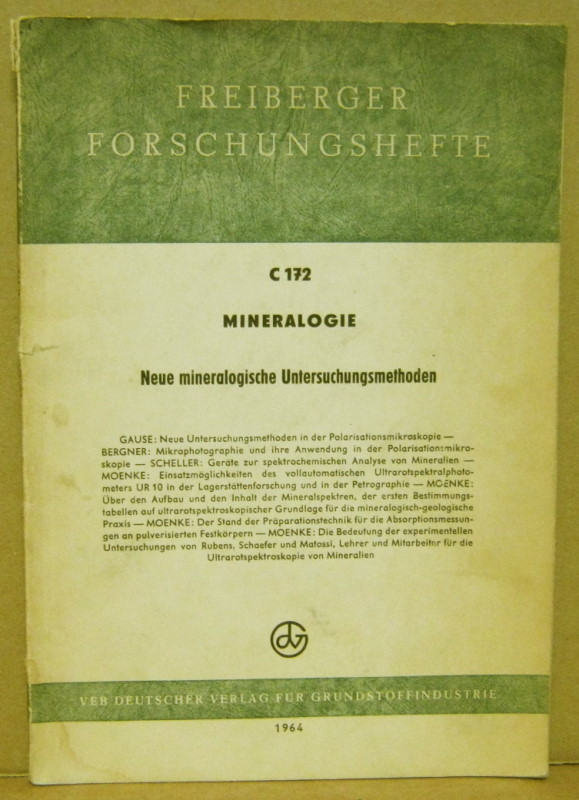 FREIBERGER
FORSCHUNGSHEFTE
C 172
MINERALOGIE
Neue mineralogische Untersuchungsmethoden
GAUSE: Neue Untersuchungsmethoden in der Polarisationsmikroskopie —
BERGNER: Mikrophotographie und ihre Anwendung in der Polarisationsmikro-
skopie — SCHELLER: Geräte zur spektrochemischen Analyse von Mineralien —
MOENKE: Einsatzmöglichkeiten des vollautomatischen Ultrarotspektralphoto-
meters UR 10 in der Lagerstättenforschung und in der Petrographie — MOENKE:
Über den Aufbau und den Inhalt der Mineralspektren, der ersten Bestimmungs-
tabellen auf ultrarotspektroskopischer Grundlage für die mineralogisch-geologische
Praxis — MOENKE: Der Stand der Präparationstechnik für die Absorptionsmessun-
gen an pulverisierten Festkörpern — MOENKE: Die Bedeutung der experimentellen
Untersuchungen von Rubens, Schaefer und Matossi, Lehrer und Mitarbeiter für die
Ultrarotspektroskopie von Mineralien
VEB DEUTSCHER VERLAG FÜR GRUNDSTOFFINDUSTRIE
1964